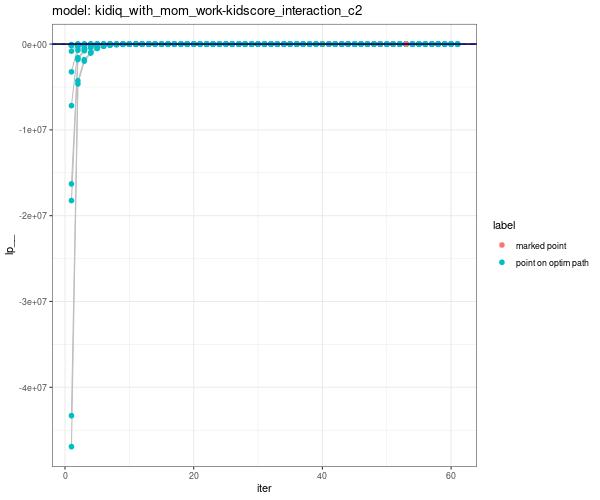 model: kidiq_with_mom_work-kidscore_interaction_c2
0e+00
-1e+07
-2e+07
-3e+07
-4e+07
lp__
0 20 40 60
iter
label
marked point
point on optim path